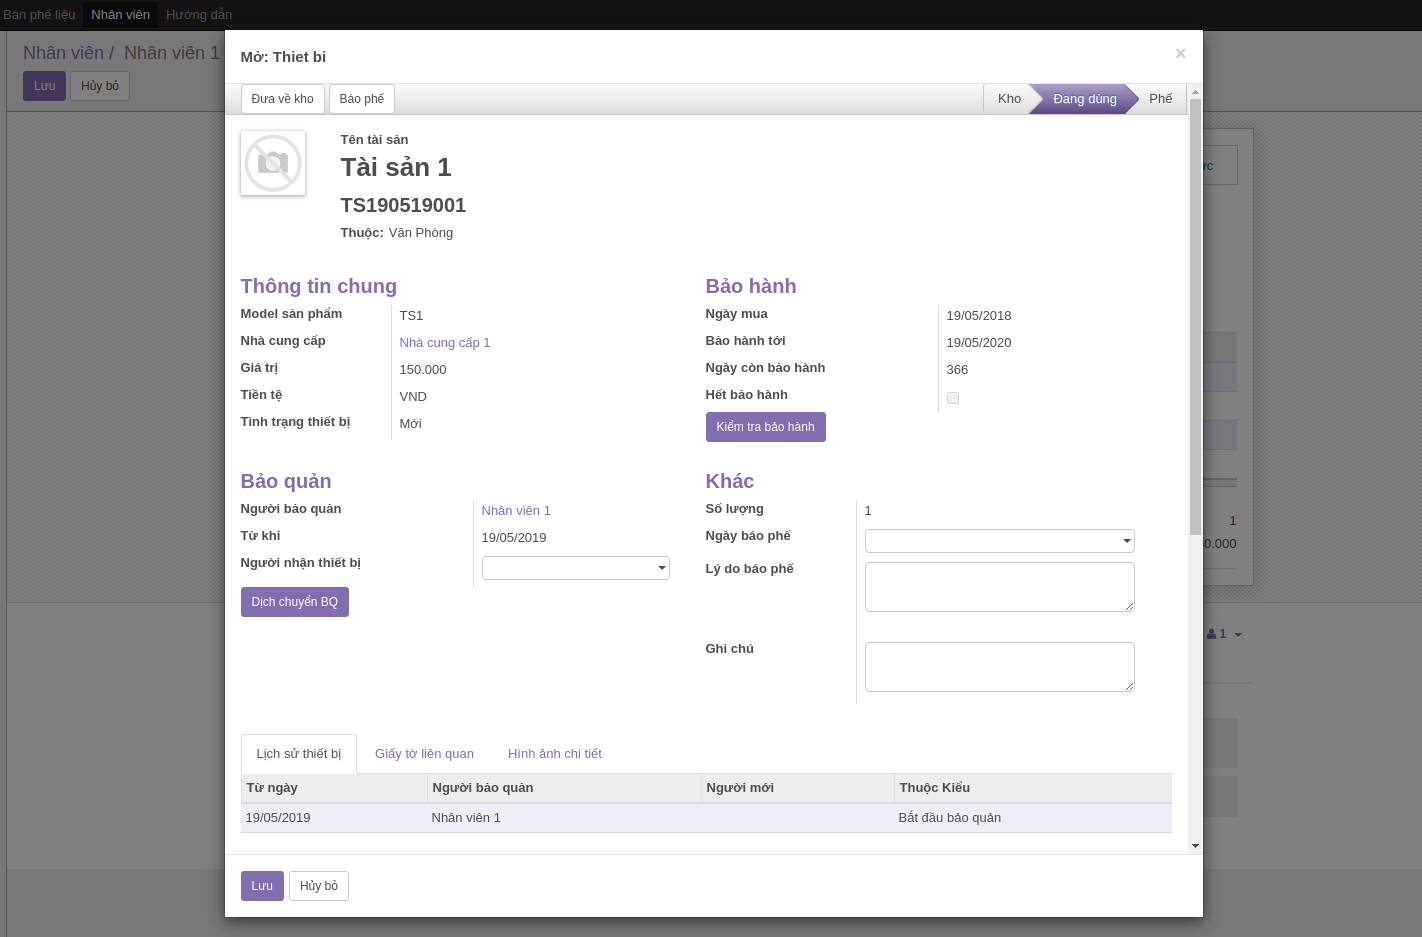 Bán phế liệu Nhân viên Hướng dẫn
Nhân viên / Nhân viên 1
Lưu Hủy bỏ
Mở: Thiet bi ×
Đưa về kho Báo phế Kho Đang dùng Phế
Tên tài sản
Tài sản 1
TS190519001
Thuộc: Văn Phòng
Thông tin chung
Model sản phẩm TS1
Nhà cung cấp Nhà cung cấp 1
Giá trị 150.000
Tiền tệ VND
Tình trạng thiết bị Mới
Bảo hành
Ngày mua 19/05/2018
Bảo hành tới 19/05/2020
Ngày còn bảo hành 366
Hết bảo hành
Kiểm tra bảo hành
Bảo quản
Người bảo quản Nhân viên 1
Từ khi 19/05/2019
Người nhận thiết bị
Dịch chuyển BQ
Khác
Số lượng 1
Ngày báo phế
Lý do báo phế
Ghi chú
1
0.000
1
Lịch sử thiết bị Giấy tờ liên quan Hình ảnh chi tiết
Từ ngày Người bảo quản Người mới Thuộc Kiểu
19/05/2019 Nhân viên 1 Bắt đầu bảo quản
Lưu Hủy bỏ